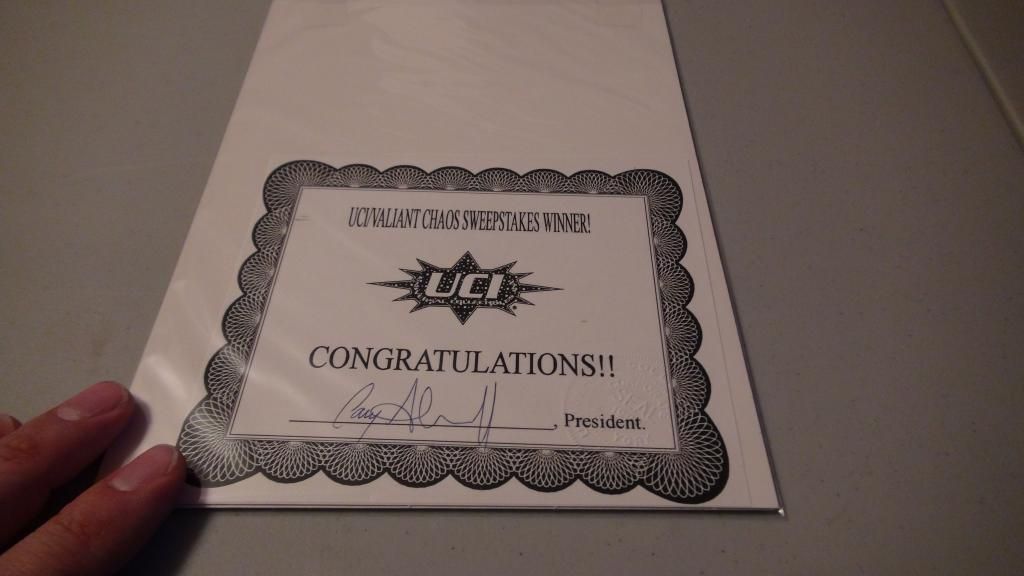 UCI/VALIANT CHAOS SWEEPSTAKES WINNER!
UCI
CONGRATULATIONS!!
, President.